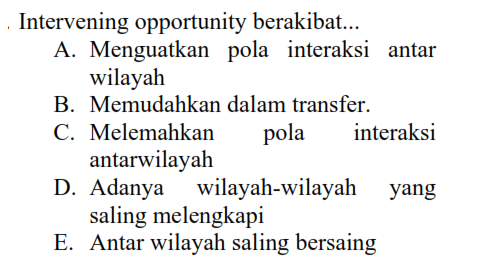 . Intervening opportunity berakibat...
A. Menguatkan pola interaksi antar
wilayah
B. Memudahkan dalam transfer.
C. Melemahkan pola interaksi
antarwilayah
D. Adanya wilayah-wilayah yang
saling melengkapi
E. Antar wilayah saling bersaing